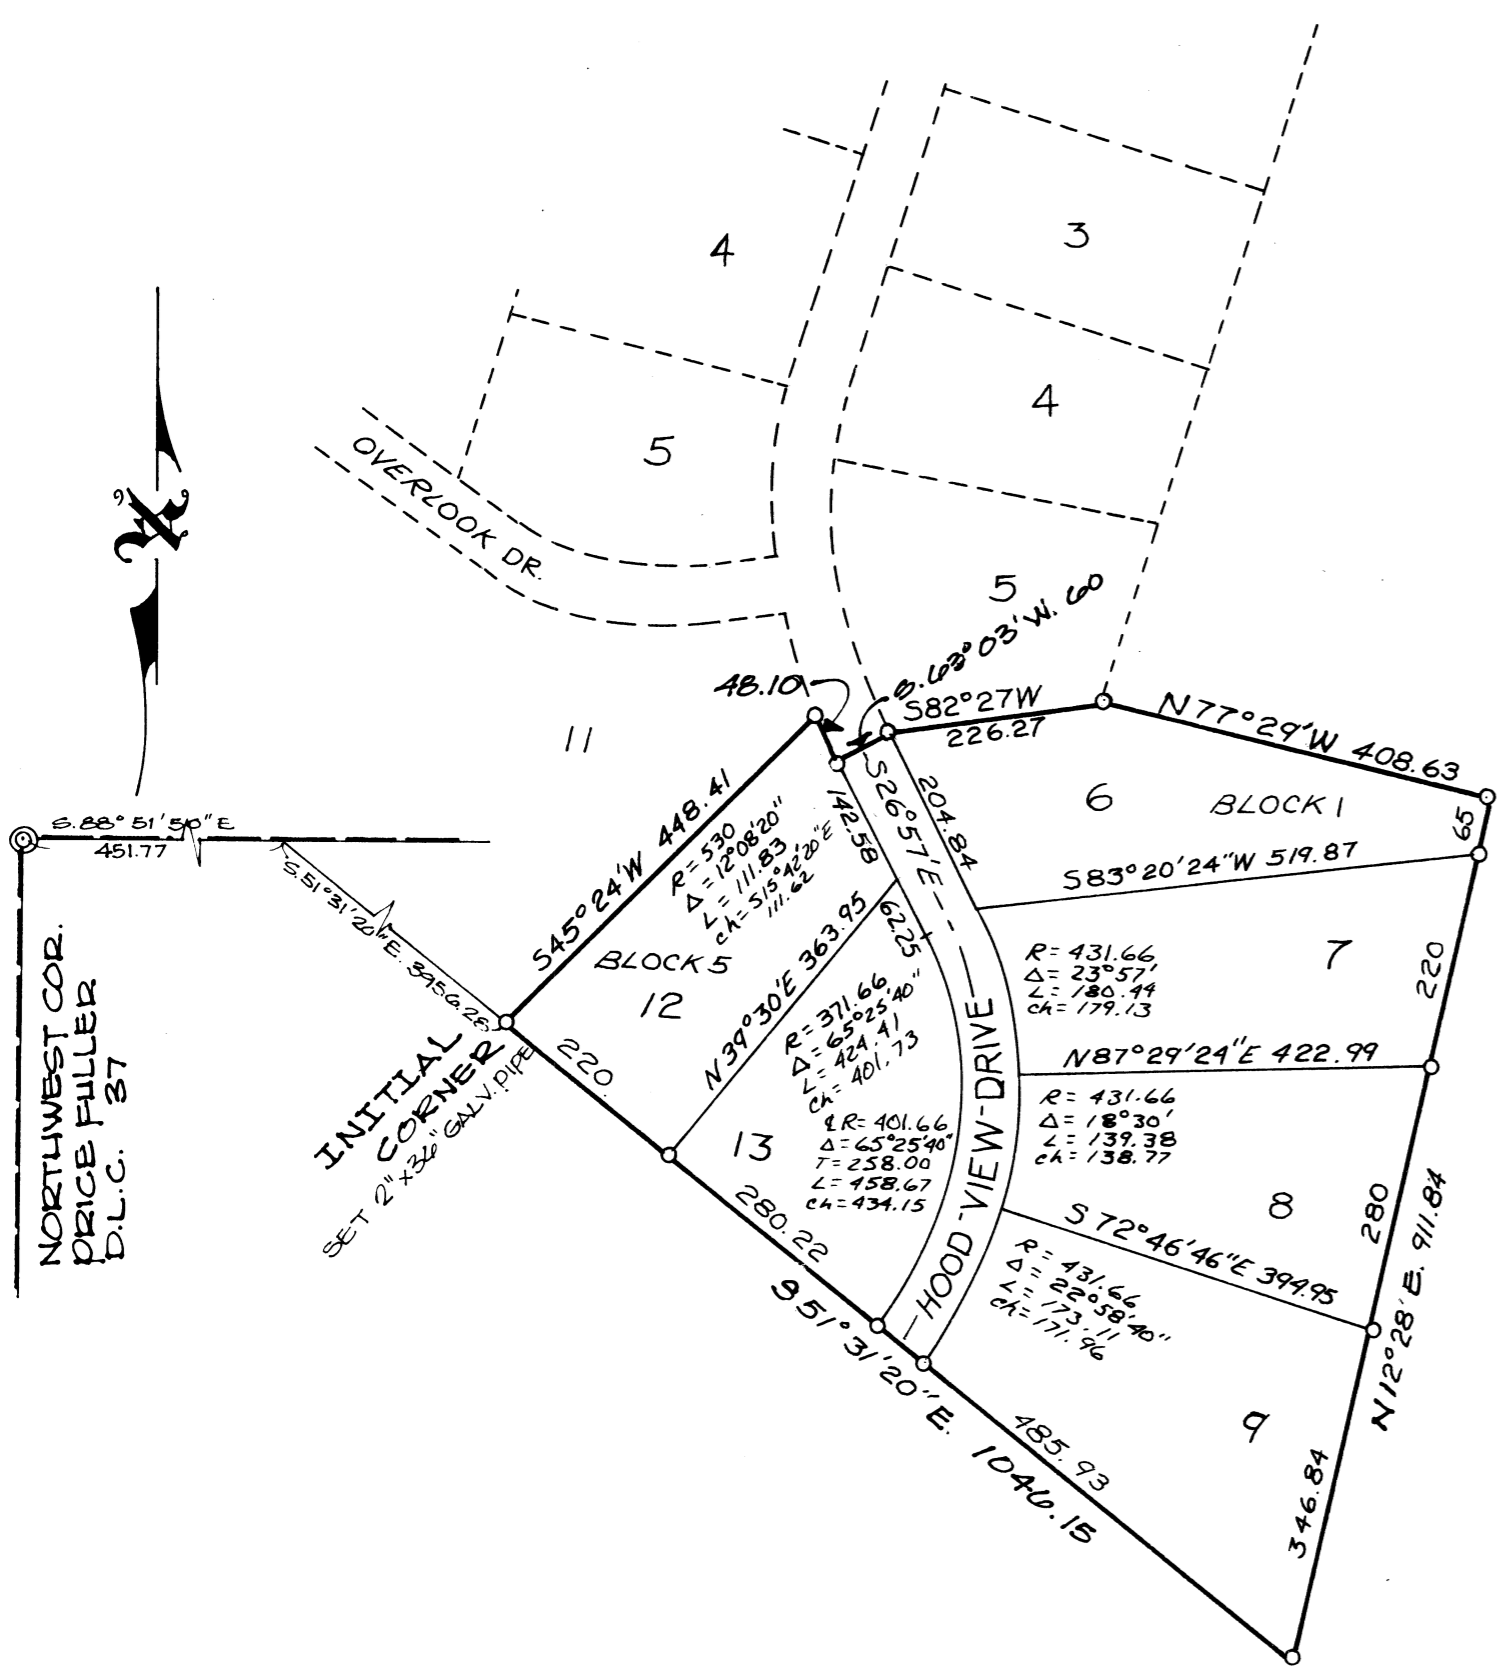 3
4
4
5
OVERLOOK DR.
5
S.63°03'W. 60
48.10
S82°27W
226.27
N77°29'W 408.63
11
6
BLOCK 1
65
S.88°51'50"E
451.77
S.51°31'20"E. 3956.28
NORTHWEST COR.
PRICE FULLER
D.L.C. 37
S45°24'W 448.41
R=530
Δ=12°08'20"
L=111.83
ch=S15°42'20"E
111.62
142.58
S26°57'E
204.84
S83°20'24"W 519.87
BLOCK 5
12
N39°30'E 363.95
62.25
7
220
R=431.66
Δ=23°57'
L=180.44
ch=179.13
R=371.66
Δ=65°25'40"
L=424.41
ch=401.73
N87°29'24"E 422.99
INITIAL
CORNER
SET 2"x36" GALV. PIPE
220.
13
℄ R=401.66
Δ=65°25'40"
T=258.00
L=458.67
ch=434.15
HOOD-VIEW-DRIVE
R=431.66
Δ=18°30'
L=139.38
ch=138.77
8
280
N12°28'E. 911.84
S72°46'46"E 394.95
R=431.66
Δ=22°58'40"
L=173.11
ch=171.96
280.22
S51°31'20"E. 1046.15
485.93
9
346.84